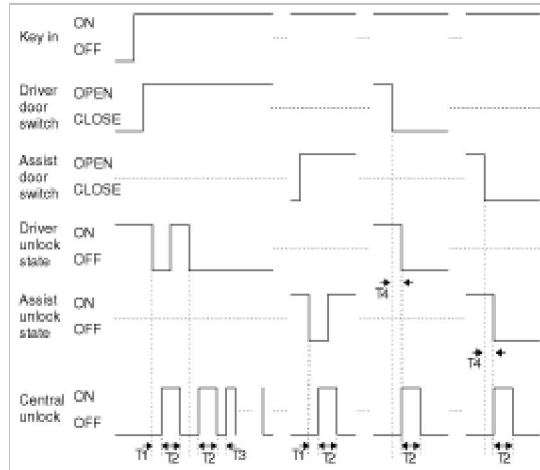 Key in
ON
OFF
Driver
door
switch
OPEN
CLOSE
Assist
door
switch
OPEN
CLOSE
Driver
unlock
state
ON
OFF
T4
Assist
unlock
state
ON
OFF
T4
Central
unlock
ON
OFF
T1 T2 T2 T3 T1 T2 T2 T2